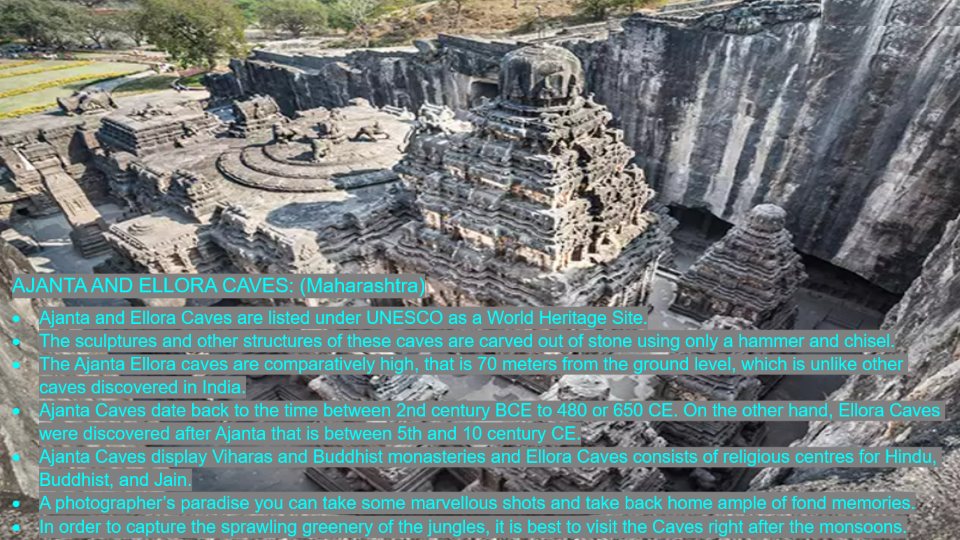 AJANTA AND ELLORA CAVES: (Maharashtra)
• Ajanta and Ellora Caves are listed under UNESCO as a World Heritage Site.
• The sculptures and other structures of these caves are carved out of stone using only a hammer and chisel.
• The Ajanta Ellora caves are comparatively high, that is 70 meters from the ground level, which is unlike other
caves discovered in India.
• Ajanta Caves date back to the time between 2nd century BCE to 480 or 650 CE. On the other hand, Ellora Caves
were discovered after Ajanta that is between 5th and 10 century CE.
• Ajanta Caves display Viharas and Buddhist monasteries and Ellora Caves consists of religious centres for Hindu,
Buddhist, and Jain.
• A photographer's paradise you can take some marvellous shots and take back home ample of fond memories.
• In order to capture the sprawling greenery of the jungles, it is best to visit the Caves right after the monsoons.